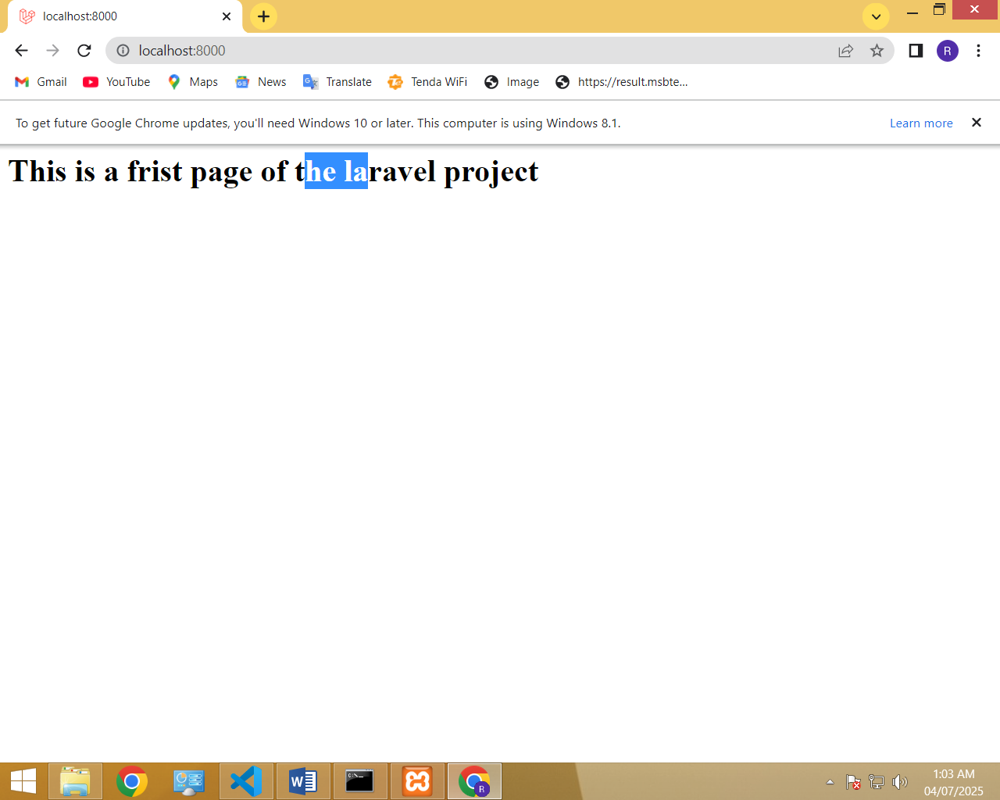 localhost:8000
localhost:8000
R
Gmail YouTube Maps News Translate Tenda WiFi Image https://result.msbte...
To get future Google Chrome updates, you'll need Windows 10 or later. This computer is using Windows 8.1. Learn more
This is a frist page of the laravel project
C:\_
R
1:03 AM
04/07/2025